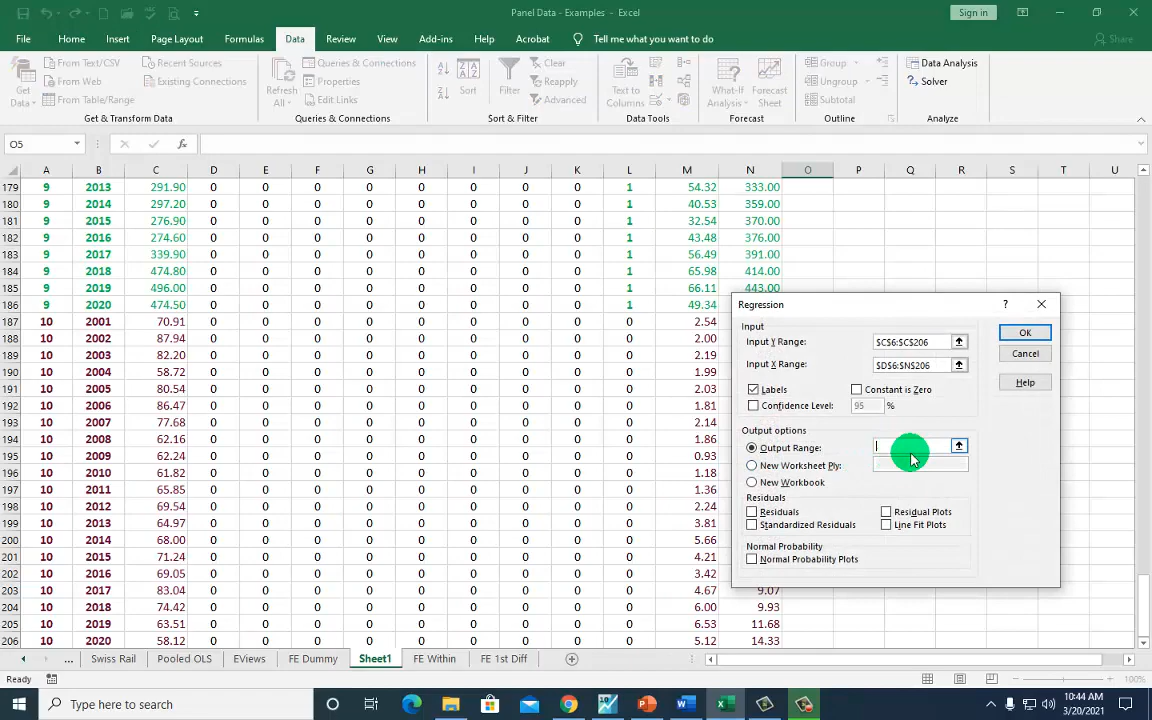 Panel Data - Examples - Excel
Sign in
File Home Insert Page Layout Formulas Data Review View Add-ins Help Acrobat Tell me what you want to do Share
Get Data
From Text/CSV
From Web
From Table/Range
Recent Sources
Existing Connections
Get & Transform Data
Refresh All
Queries & Connections
Properties
Edit Links
Queries & Connections
Sort
Filter
Clear
Reapply
Advanced
Sort & Filter
Text to Columns
Data Tools
What-If Analysis
Forecast Sheet
Forecast
Group
Ungroup
Subtotal
Outline
Data Analysis
Solver
Analyze
O5
fx
A B C D E F G H I J K L M N O P Q R S T U
179 9 2013 291.90 0 0 0 0 0 0 0 0 1 54.32 333.00
180 9 2014 297.20 0 0 0 0 0 0 0 0 1 40.53 359.00
181 9 2015 276.90 0 0 0 0 0 0 0 0 1 32.54 370.00
182 9 2016 274.60 0 0 0 0 0 0 0 0 1 43.48 376.00
183 9 2017 339.90 0 0 0 0 0 0 0 0 1 56.49 391.00
184 9 2018 474.80 0 0 0 0 0 0 0 0 1 65.98 414.00
185 9 2019 496.00 0 0 0 0 0 0 0 0 1 66.11 443.00
186 9 2020 474.50 0 0 0 0 0 0 0 0 1 49.34
187 10 2001 70.91 0 0 0 0 0 0 0 0 0 2.54
188 10 2002 87.94 0 0 0 0 0 0 0 0 0 2.00
189 10 2003 82.20 0 0 0 0 0 0 0 0 0 2.19
190 10 2004 58.72 0 0 0 0 0 0 0 0 0 1.99
191 10 2005 80.54 0 0 0 0 0 0 0 0 0 2.03
192 10 2006 86.47 0 0 0 0 0 0 0 0 0 1.81
193 10 2007 77.68 0 0 0 0 0 0 0 0 0 2.14
194 10 2008 62.16 0 0 0 0 0 0 0 0 0 1.86
195 10 2009 62.24 0 0 0 0 0 0 0 0 0 0.93
196 10 2010 61.82 0 0 0 0 0 0 0 0 0 1.18
197 10 2011 65.85 0 0 0 0 0 0 0 0 0 1.36
198 10 2012 69.54 0 0 0 0 0 0 0 0 0 2.24
199 10 2013 64.97 0 0 0 0 0 0 0 0 0 3.81
200 10 2014 68.00 0 0 0 0 0 0 0 0 0 5.66
201 10 2015 71.24 0 0 0 0 0 0 0 0 0 4.21
202 10 2016 69.05 0 0 0 0 0 0 0 0 0 3.42
203 10 2017 83.04 0 0 0 0 0 0 0 0 0 4.67 9.07
204 10 2018 74.42 0 0 0 0 0 0 0 0 0 6.00 9.93
205 10 2019 63.51 0 0 0 0 0 0 0 0 0 6.53 11.68
206 10 2020 58.12 0 0 0 0 0 0 0 0 0 5.12 14.33
Regression ?
Input
Input Y Range: $C$6:$C$206
Input X Range: $D$6:$N$206
Labels Constant is Zero
Confidence Level: 95 %
OK
Cancel
Help
Output options
Output Range:
New Worksheet Ply:
New Workbook
Residuals
Residuals Residual Plots
Standardized Residuals Line Fit Plots
Normal Probability
Normal Probability Plots
... Swiss Rail Pooled OLS EViews FE Dummy Sheet1 FE Within FE 1st Diff
Ready 100%
Type here to search
10:44 AM
3/20/2021